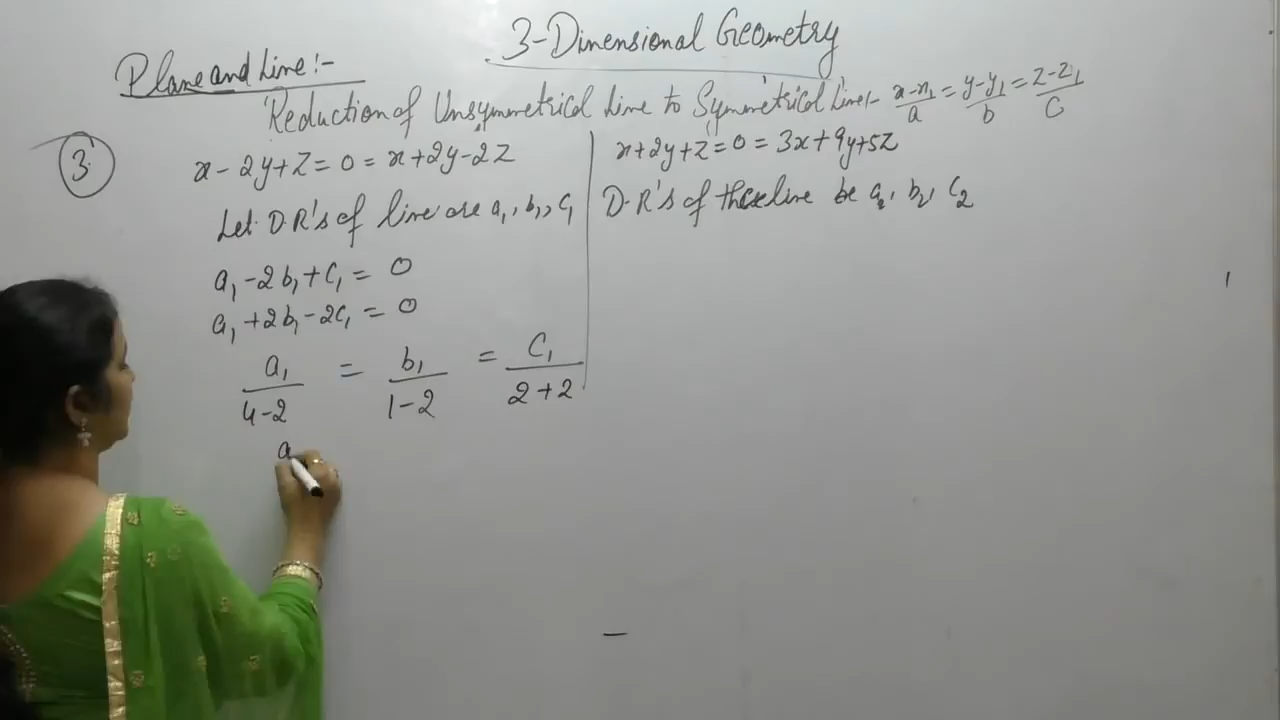 3-Dimensional Geometry
Plane and Line:-
Reduction of Unsymmetrical Line to Symmetrical Line:- x-x₁/a = y-y₁/b = z-z₁/c
3.
x-2y+z=0=x+2y-2z
Let D.R's of line are a₁, b₁, c₁
a₁-2b₁+c₁=0
a₁+2b₁-2c₁=0
a₁/4-2 = b₁/1-2 = c₁/2+2
a
x+2y+z=0=3x+9y+5z
D.R's of the line be a₂, b₂, c₂